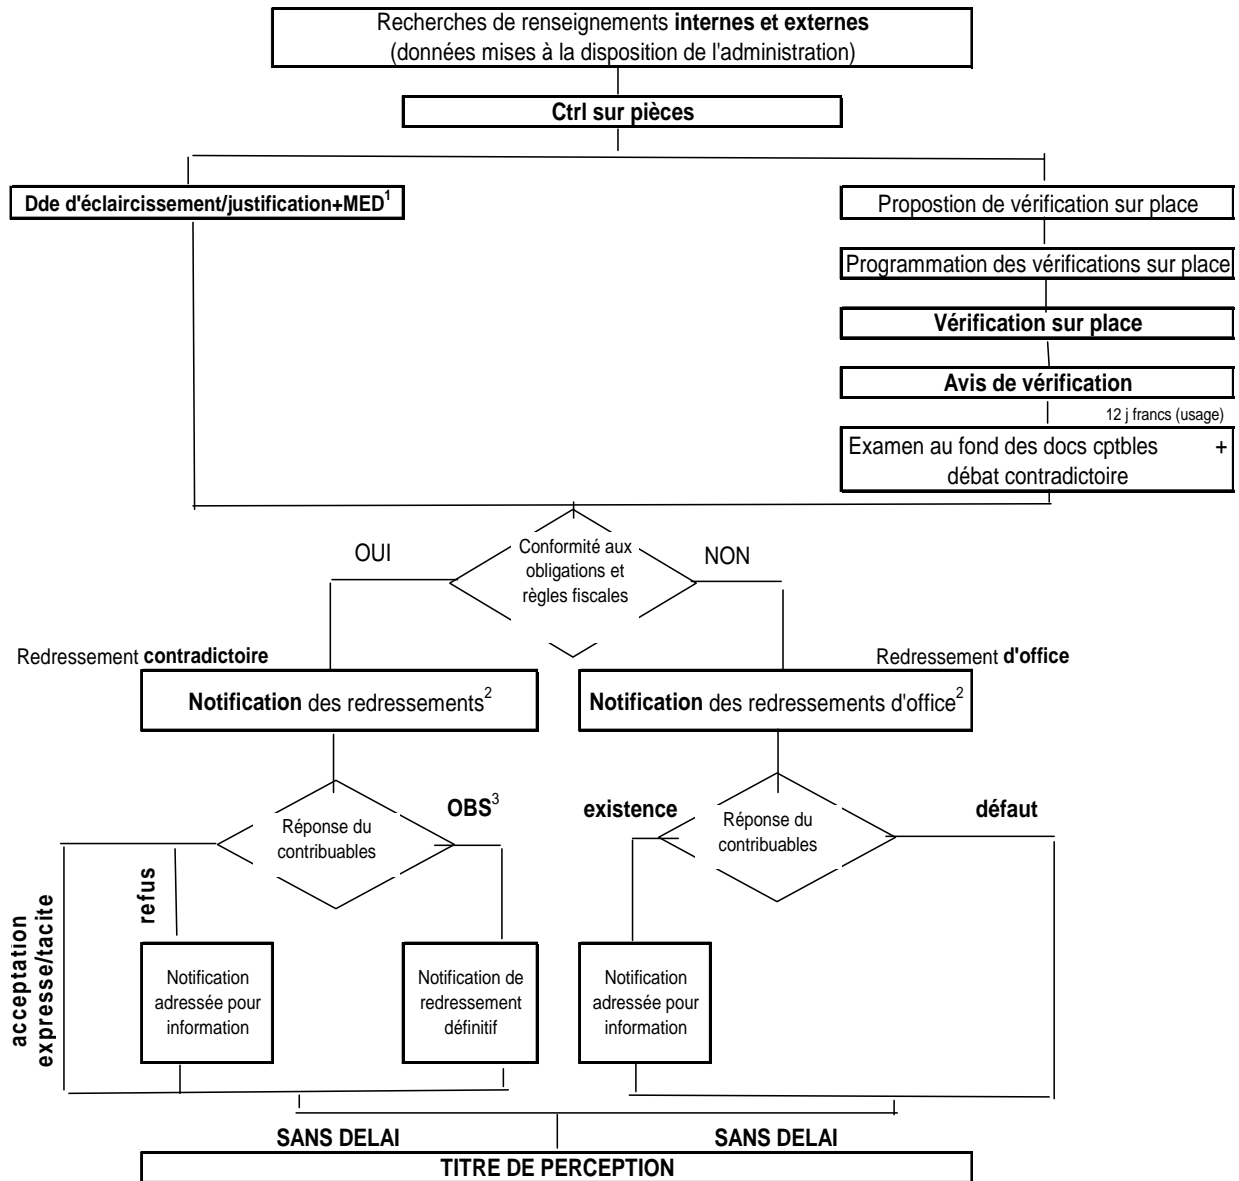 Recherches de renseignements internes et externes
(données mises à la disposition de l'administration)
Ctrl sur pièces
Dde d'éclaircissement/justification+MED¹
Propostion de vérification sur place
Programmation des vérifications sur place
Vérification sur place
Avis de vérification
12 j francs (usage)
Examen au fond des docs cptbles +
débat contradictoire
Conformité aux
obligations et
règles fiscales
OUI
NON
Redressement contradictoire
Redressement d'office
Notification des redressements²
Notification des redressements d'office²
OBS³
existence
défaut
Réponse du
contribuables
Réponse du
contribuables
refus
acceptation
expresse/tacite
Notification
adressée pour
information
Notification de
redressement
définitif
Notification
adressée pour
information
SANS DELAI
SANS DELAI
TITRE DE PERCEPTION